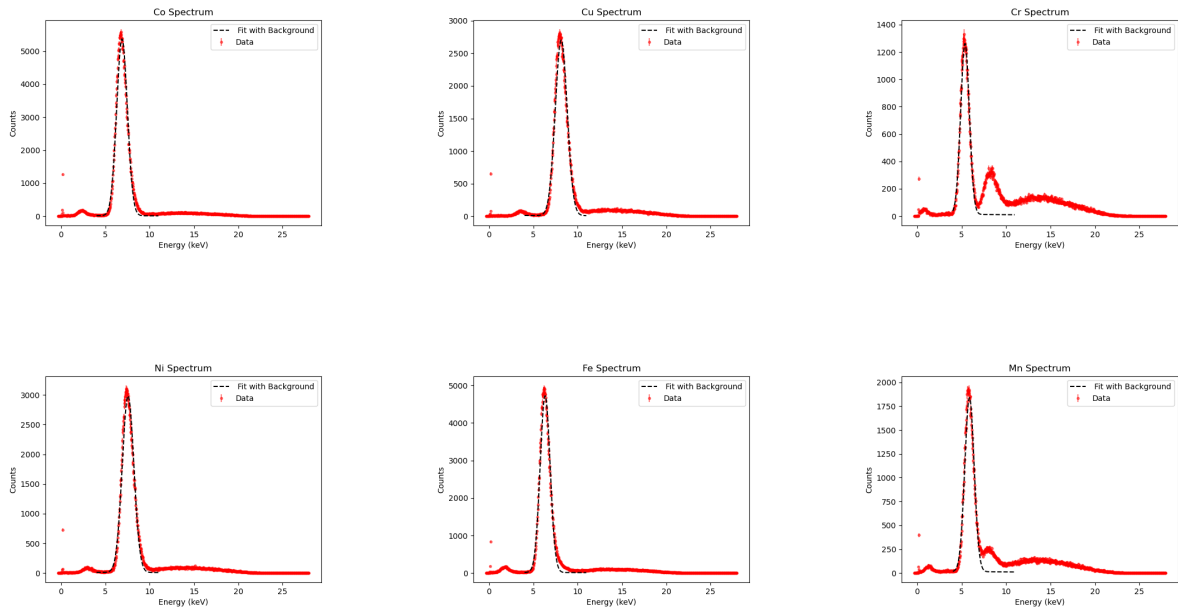 Co Spectrum
Fit with Background
Data
Counts
5000
4000
3000
2000
1000
0
0 5 10 15 20 25
Energy (keV)
Cu Spectrum
Fit with Background
Data
Counts
3000
2500
2000
1500
1000
500
0
0 5 10 15 20 25
Energy (keV)
Cr Spectrum
Fit with Background
Data
Counts
1400
1200
1000
800
600
400
200
0
0 5 10 15 20 25
Energy (keV)
Ni Spectrum
Fit with Background
Data
Counts
3000
2500
2000
1500
1000
500
0
0 5 10 15 20 25
Energy (keV)
Fe Spectrum
Fit with Background
Data
Counts
5000
4000
3000
2000
1000
0
0 5 10 15 20 25
Energy (keV)
Mn Spectrum
Fit with Background
Data
Counts
2000
1750
1500
1250
1000
750
500
250
0
0 5 10 15 20 25
Energy (keV)